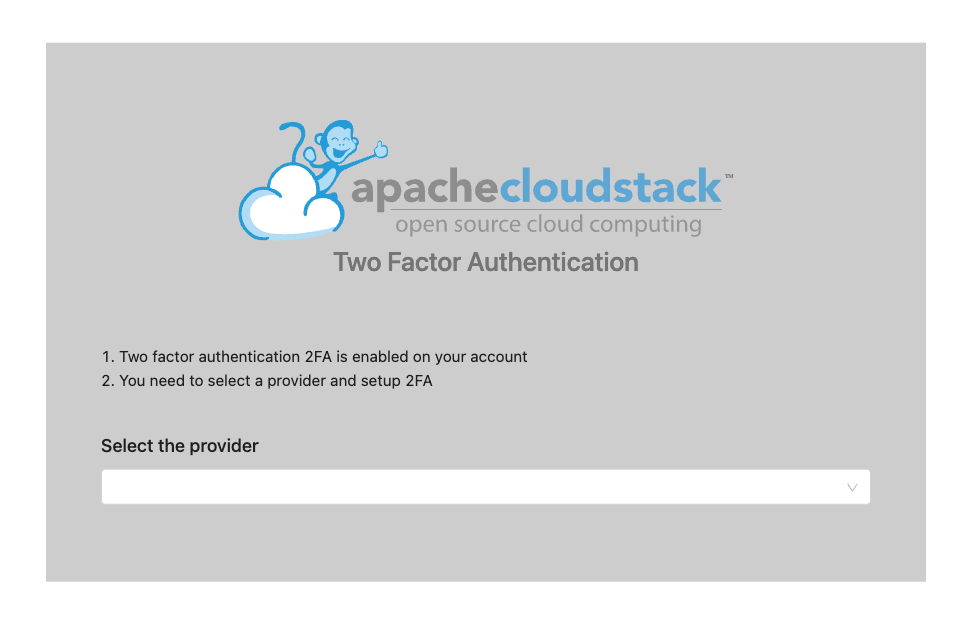 apachecloudstack™
open source cloud computing
Two Factor Authentication
1. Two factor authentication 2FA is enabled on your account
2. You need to select a provider and setup 2FA
Select the provider